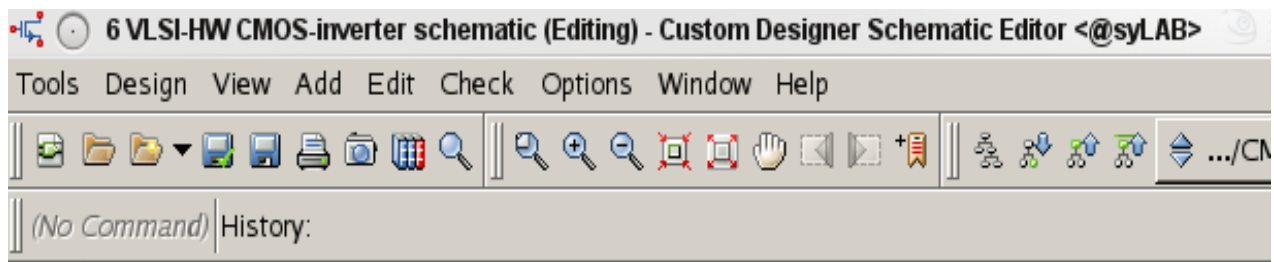 6 VLSI-HW CMOS-inverter schematic (Editing) - Custom Designer Schematic Editor <@syLAB>
Tools Design View Add Edit Check Options Window Help
.../CM
(No Command) History: